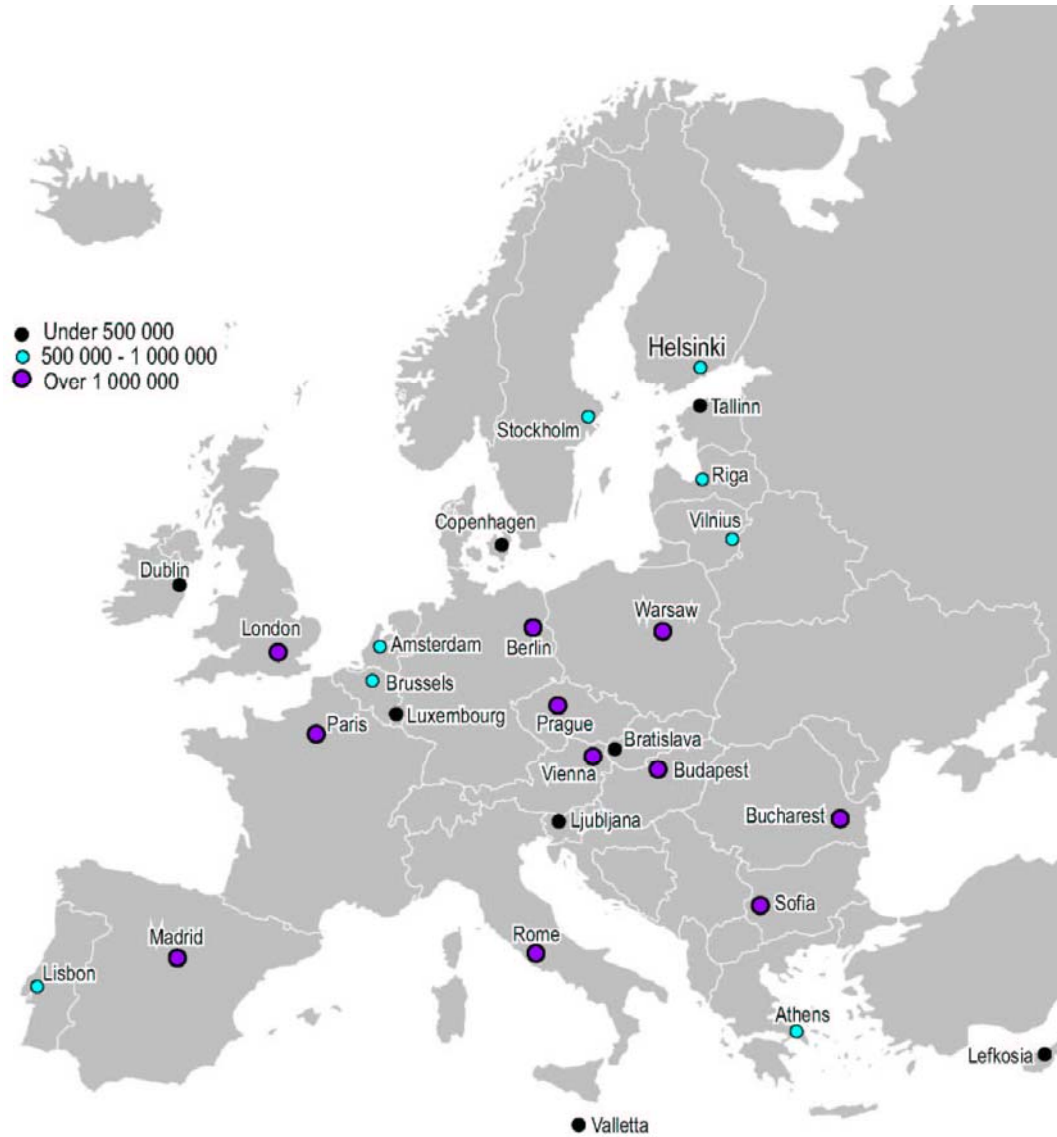 Under 500 000
500 000 - 1 000 000
Over 1 000 000
Helsinki
Tallinn
Stockholm
Riga
Vilnius
Copenhagen
Dublin
Warsaw
London
Berlin
Amsterdam
Brussels
Luxembourg
Paris
Prague
Bratislava
Vienna
Budapest
Bucharest
Ljubljana
Sofia
Rome
Madrid
Lisbon
Athens
Lefkosia
Valletta